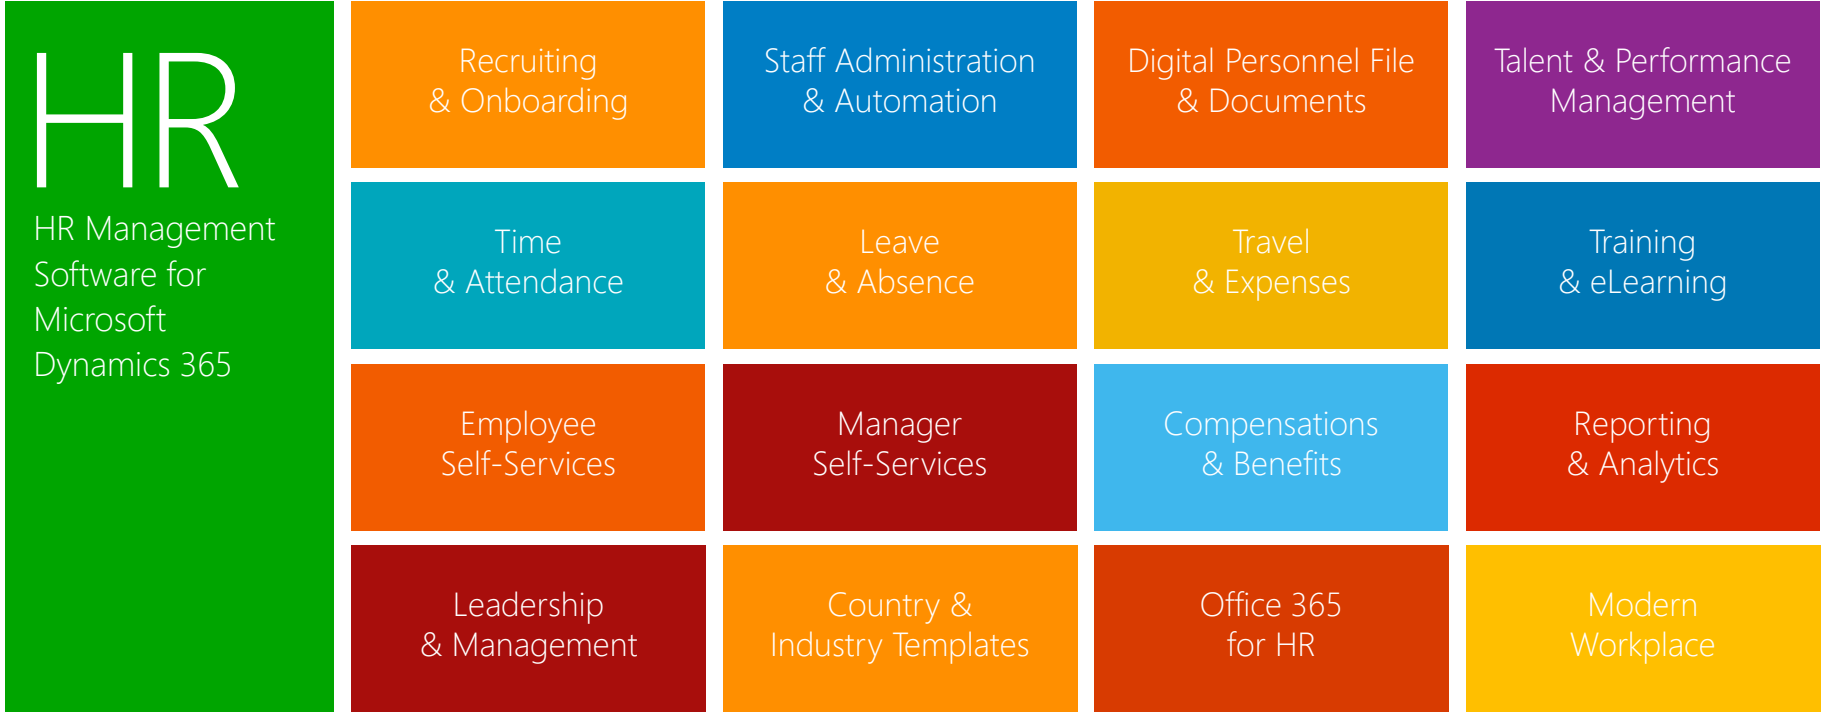 HR
HR Management
Software for
Microsoft
Dynamics 365
Recruiting
& Onboarding
Staff Administration
& Automation
Digital Personnel File
& Documents
Talent & Performance
Management
Time
& Attendance
Leave
& Absence
Travel
& Expenses
Training
& eLearning
Employee
Self-Services
Manager
Self-Services
Compensations
& Benefits
Reporting
& Analytics
Leadership
& Management
Country &
Industry Templates
Office 365
for HR
Modern
Workplace